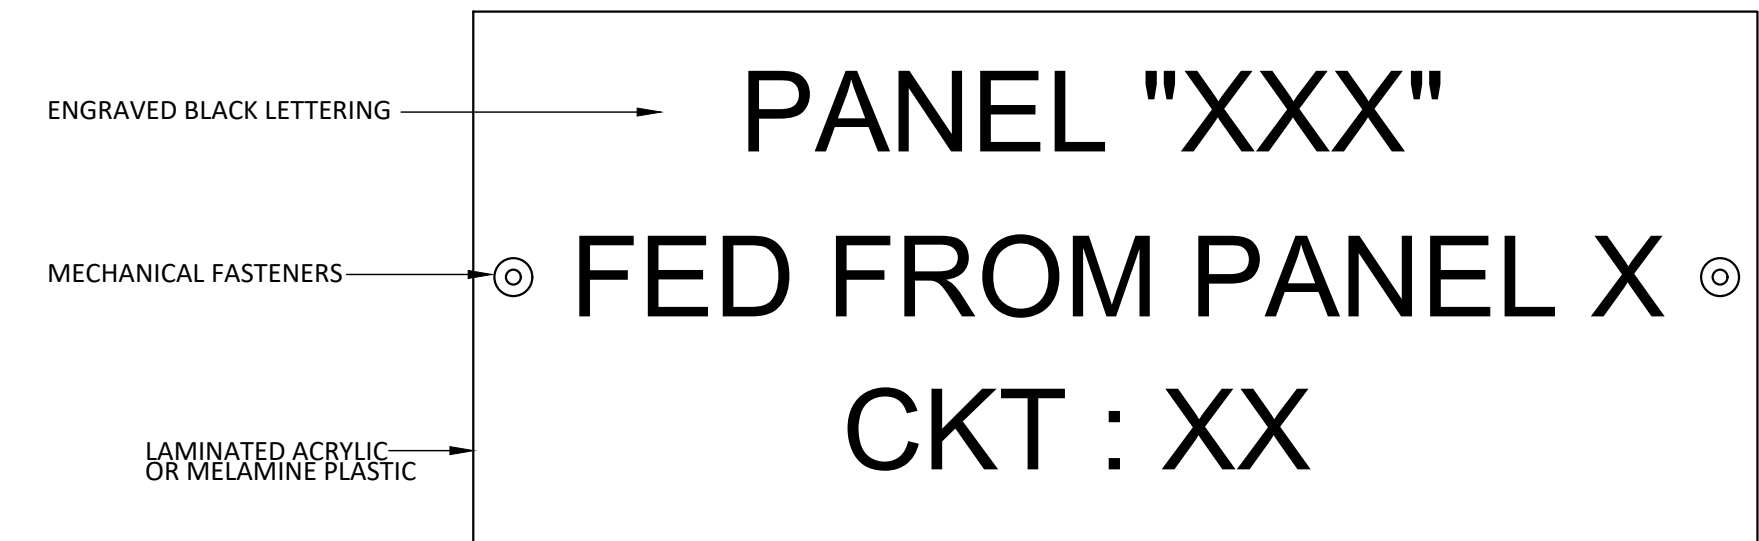 ENGRAVED BLACK LETTERING
PANEL "XXX"
MECHANICAL FASTENERS
FED FROM PANEL X
LAMINATED ACRYLIC
OR MELAMINE PLASTIC
CKT : XX